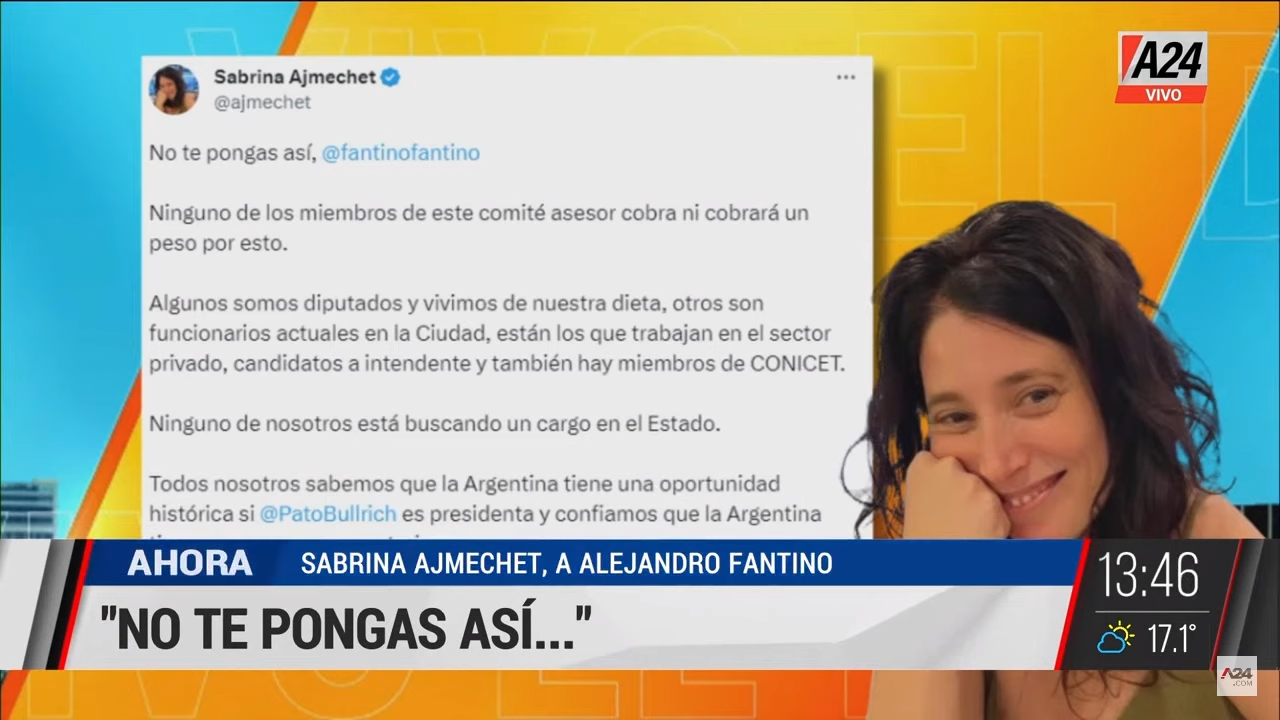 Sabrina Ajmechet
@ajmechet
No te pongas así, @fantinofantino
Ninguno de los miembros de este comité asesor cobra ni cobrará un
peso por esto.
Algunos somos diputados y vivimos de nuestra dieta, otros son
funcionarios actuales en la Ciudad, están los que trabajan en el sector
privado, candidatos a intendente y también hay miembros de CONICET.
Ninguno de nosotros está buscando un cargo en el Estado.
Todos nosotros sabemos que la Argentina tiene una oportunidad
histórica si @PatoBullrich es presidenta y confiamos que la Argentina
A24
VIVO
AHORA
SABRINA AJMECHET, A ALEJANDRO FANTINO
"NO TE PONGAS ASÍ..."
13:46
17.1°
A24
.COM